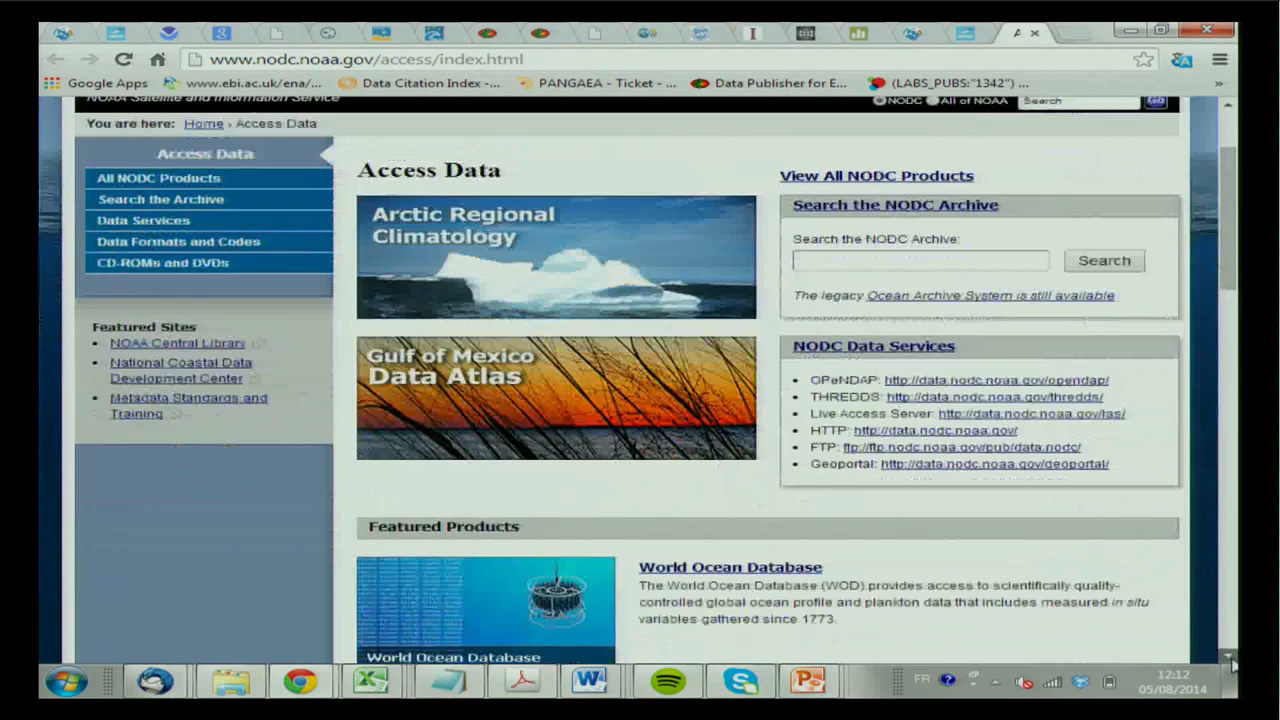 A
www.nodc.noaa.gov/access/index.html
Google Apps
www.ebi.ac.uk/ena/...
Data Citation Index -...
PANGAEA - Ticket - ...
Data Publisher for E...
(LABS_PUBS:"1342") ...
NOAA Satellite and Information Service
NODC All of NOAA Search GO
You are here: Home › Access Data
Access Data
All NODC Products
Search the Archive
Data Services
Data Formats and Codes
CD-ROMs and DVDs
Featured Sites
NOAA Central Library
National Coastal Data
Development Center
Metadata Standards and
Training
Access Data
Arctic Regional
Climatology
Gulf of Mexico
Data Atlas
View All NODC Products
Search the NODC Archive
Search the NODC Archive:
Search
The legacy Ocean Archive System is still available
NODC Data Services
OPeNDAP: http://data.nodc.noaa.gov/opendap/
THREDDS: http://data.nodc.noaa.gov/thredds/
Live Access Server: http://data.nodc.noaa.gov/las/
HTTP: http://data.nodc.noaa.gov/
FTP: ftp://ftp.nodc.noaa.gov/pub/data.nodc/
Geoportal: http://data.nodc.noaa.gov/geoportal/
Featured Products
World Ocean Database
World Ocean Database
The World Ocean Database (WOD) provides access to scientifically quality-
controlled global ocean profile and plankton data that includes measured in situ
variables gathered since 1773.
FR
12:12
05/08/2014